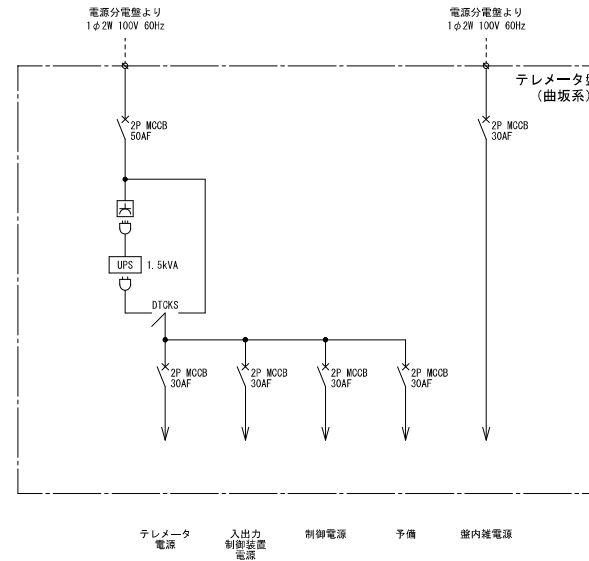 電源分電盤より
1φ2W 100V 60Hz
電源分電盤より
1φ2W 100V 60Hz
テレメータ盤
（曲坂系）
2P MCCB
50AF
2P MCCB
30AF
UPS
1.5kVA
DTCKS
2P MCCB
30AF
2P MCCB
30AF
2P MCCB
30AF
2P MCCB
30AF
テレメータ
電源
入出力
制御装置
電源
制御電源
予備
盤内雑電源